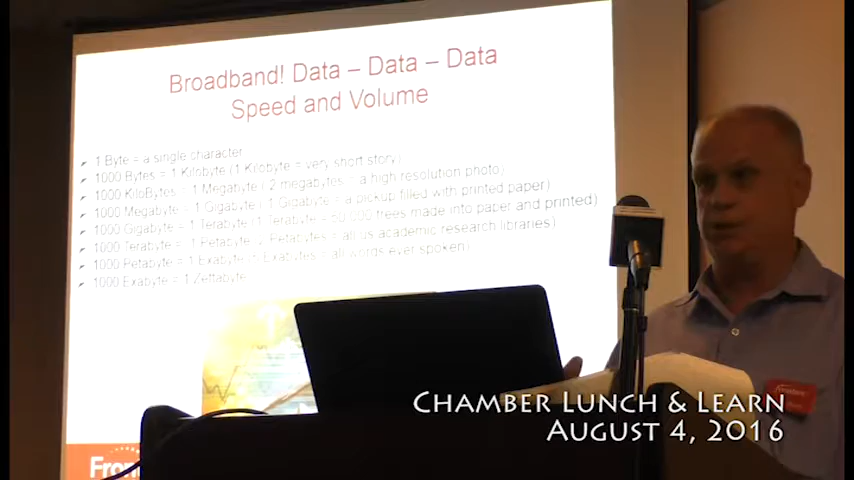 Broadband! Data – Data – Data
Speed and Volume
1 Byte = a single character
1000 Bytes = 1 Kilobyte (1 Kilobyte = very short story)
1000 KiloBytes = 1 Megabyte ( 2 megabytes = a high resolution photo)
1000 Megabyte = 1 Gigabyte ( 1 Gigabyte = a pickup filled with printed paper)
1000 Gigabyte = 1 Terabyte (1 Terabyte = 50,000 trees made into paper and printed)
1000 Terabyte = 1 Petabyte ( Petabytes = all us academic research libraries)
1000 Petabyte = 1 Exabyte ( Exabytes = all words ever spoken)
1000 Exabyte = 1 Zettabyte
Chamber Lunch & Learn
August 4, 2016